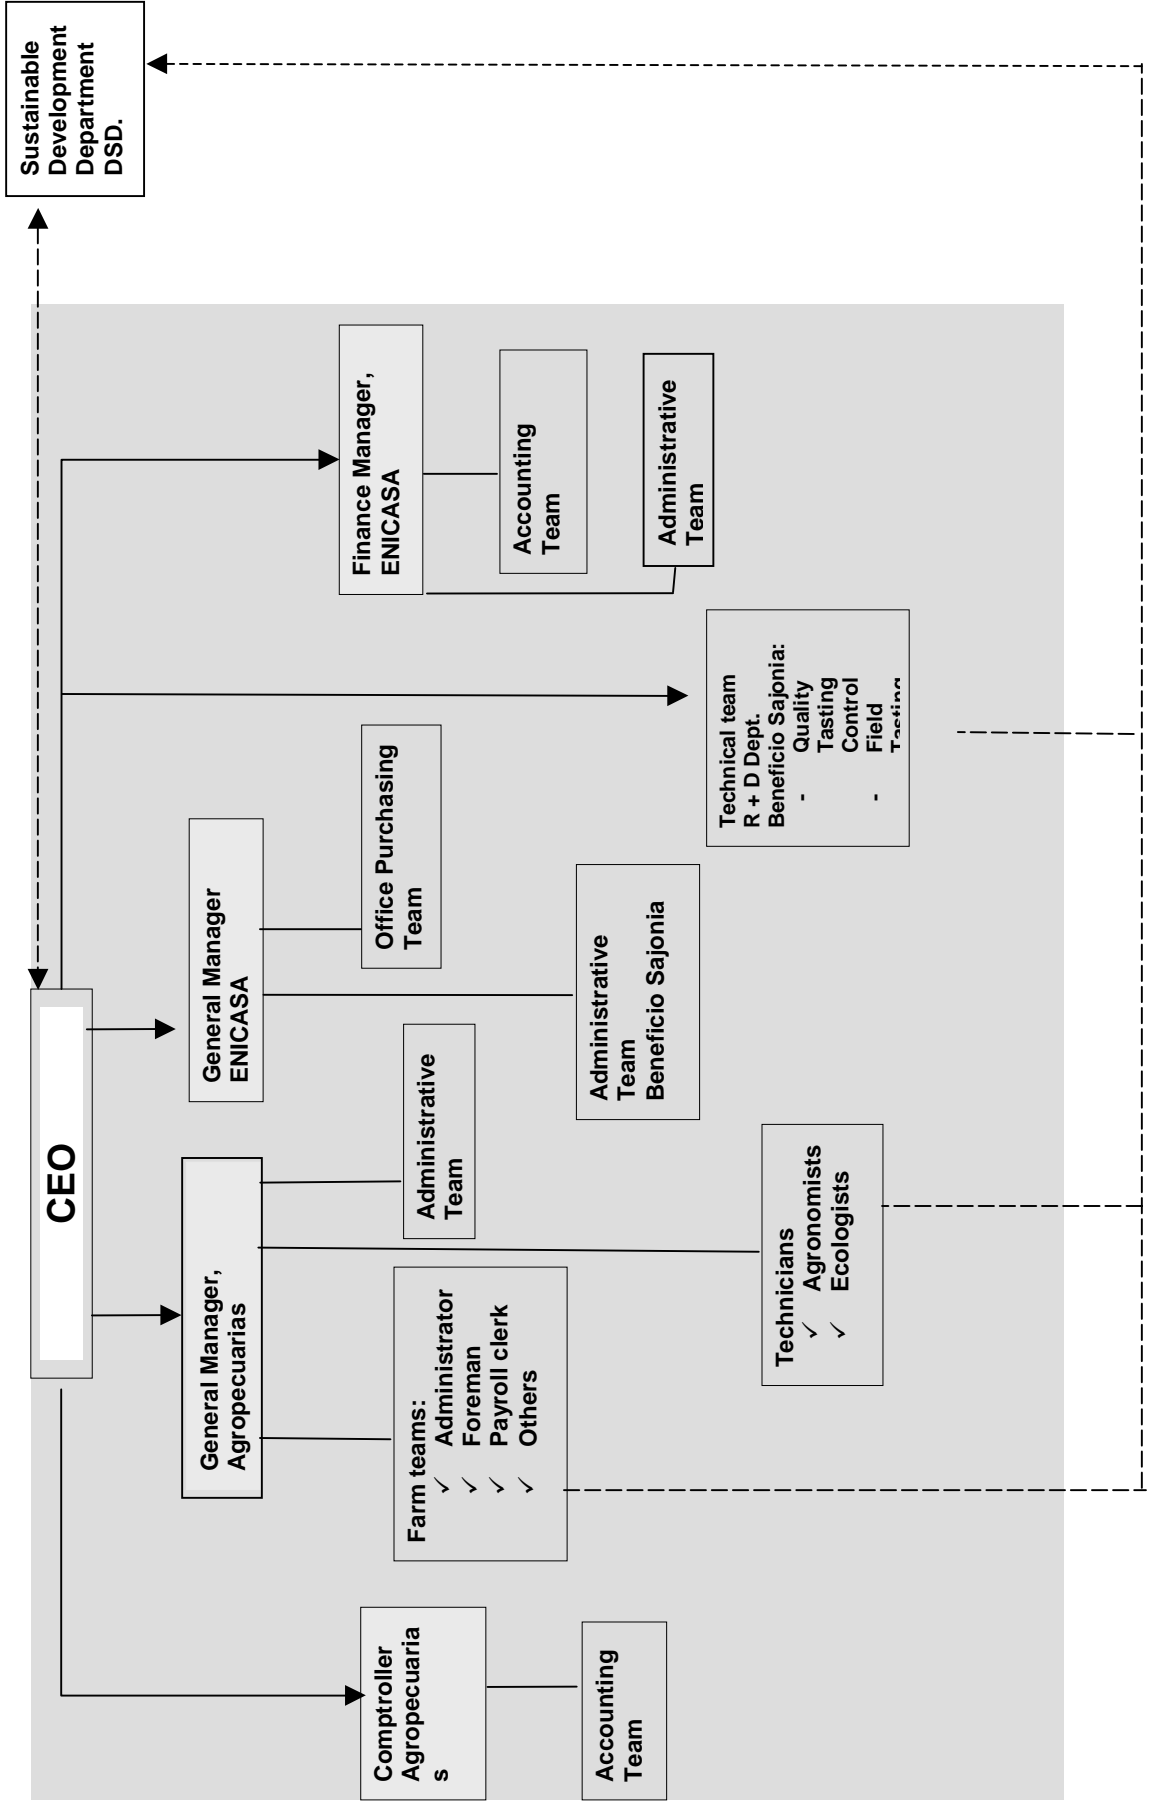 CEO
Sustainable
Development
Department
DSD.
Comptroller
Agropecuaria
s
Accounting
Team
General Manager,
Agropecuarias
Farm teams:
✓ Administrator
✓ Foreman
✓ Payroll clerk
✓ Others
Administrative
Team
Technicians
✓ Agronomists
✓ Ecologists
General Manager
ENICASA
Office Purchasing
Team
Administrative
Team
Beneficio Sajonia
Technical team
R + D Dept.
Beneficio Sajonia:
- Quality
Tasting
Control
- Field
Finance Manager,
ENICASA
Accounting
Team
Administrative
Team